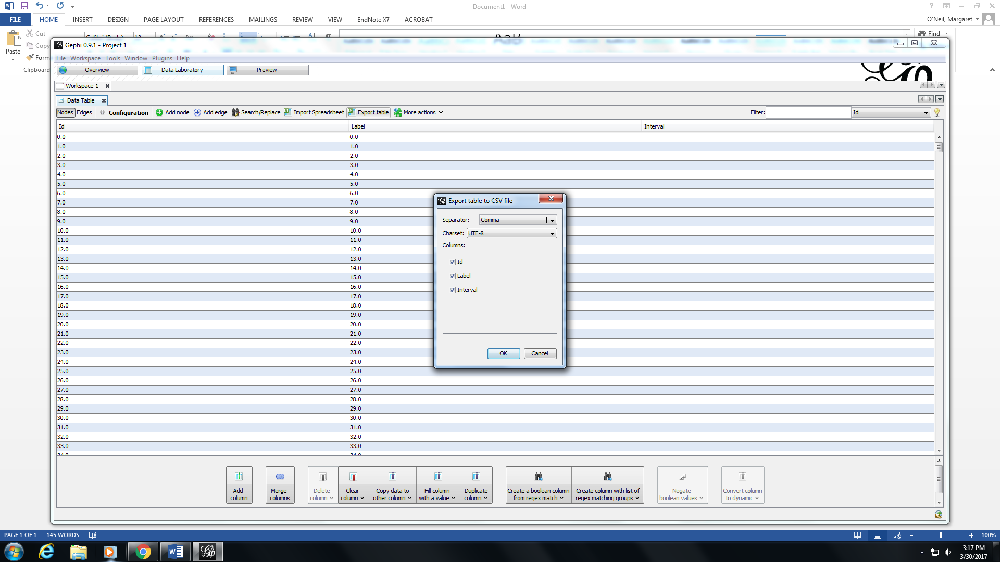 Document1 - Word
FILE HOME INSERT DESIGN PAGE LAYOUT REFERENCES MAILINGS REVIEW VIEW EndNote X7 ACROBAT
O'Neil, Margaret
Cut
Copy
Paste
Form
Clipboard
Find
Gephi 0.9.1 - Project 1
File Workspace Tools Window Plugins Help
Overview Data Laboratory Preview
Workspace 1
Data Table
Nodes Edges Configuration Add node Add edge Search/Replace Import Spreadsheet Export table More actions Filter: Id
Id Label Interval
0.0 0.0
1.0 1.0
2.0 2.0
3.0 3.0
4.0 4.0
5.0 5.0
6.0 6.0
7.0 7.0
8.0 8.0
9.0 9.0
10.0 10.0
11.0 11.0
12.0 12.0
13.0 13.0
14.0 14.0
15.0 15.0
16.0 16.0
17.0 17.0
18.0 18.0
19.0 19.0
20.0 20.0
21.0 21.0
22.0 22.0
23.0 23.0
24.0 24.0
25.0 25.0
26.0 26.0
27.0 27.0
28.0 28.0
29.0 29.0
30.0 30.0
31.0 31.0
32.0 32.0
33.0 33.0
Export table to CSV file
Separator: Comma
Charset: UTF-8
Columns:
Id
Label
Interval
OK Cancel
Add column
Merge columns
Delete column
Clear column
Copy data to other column
Fill column with a value
Duplicate column
Create a boolean column from regex match
Create column with list of regex matching groups
Negate boolean values
Convert column to dynamic
PAGE 1 OF 1 145 WORDS 100%
3:17 PM
3/30/2017